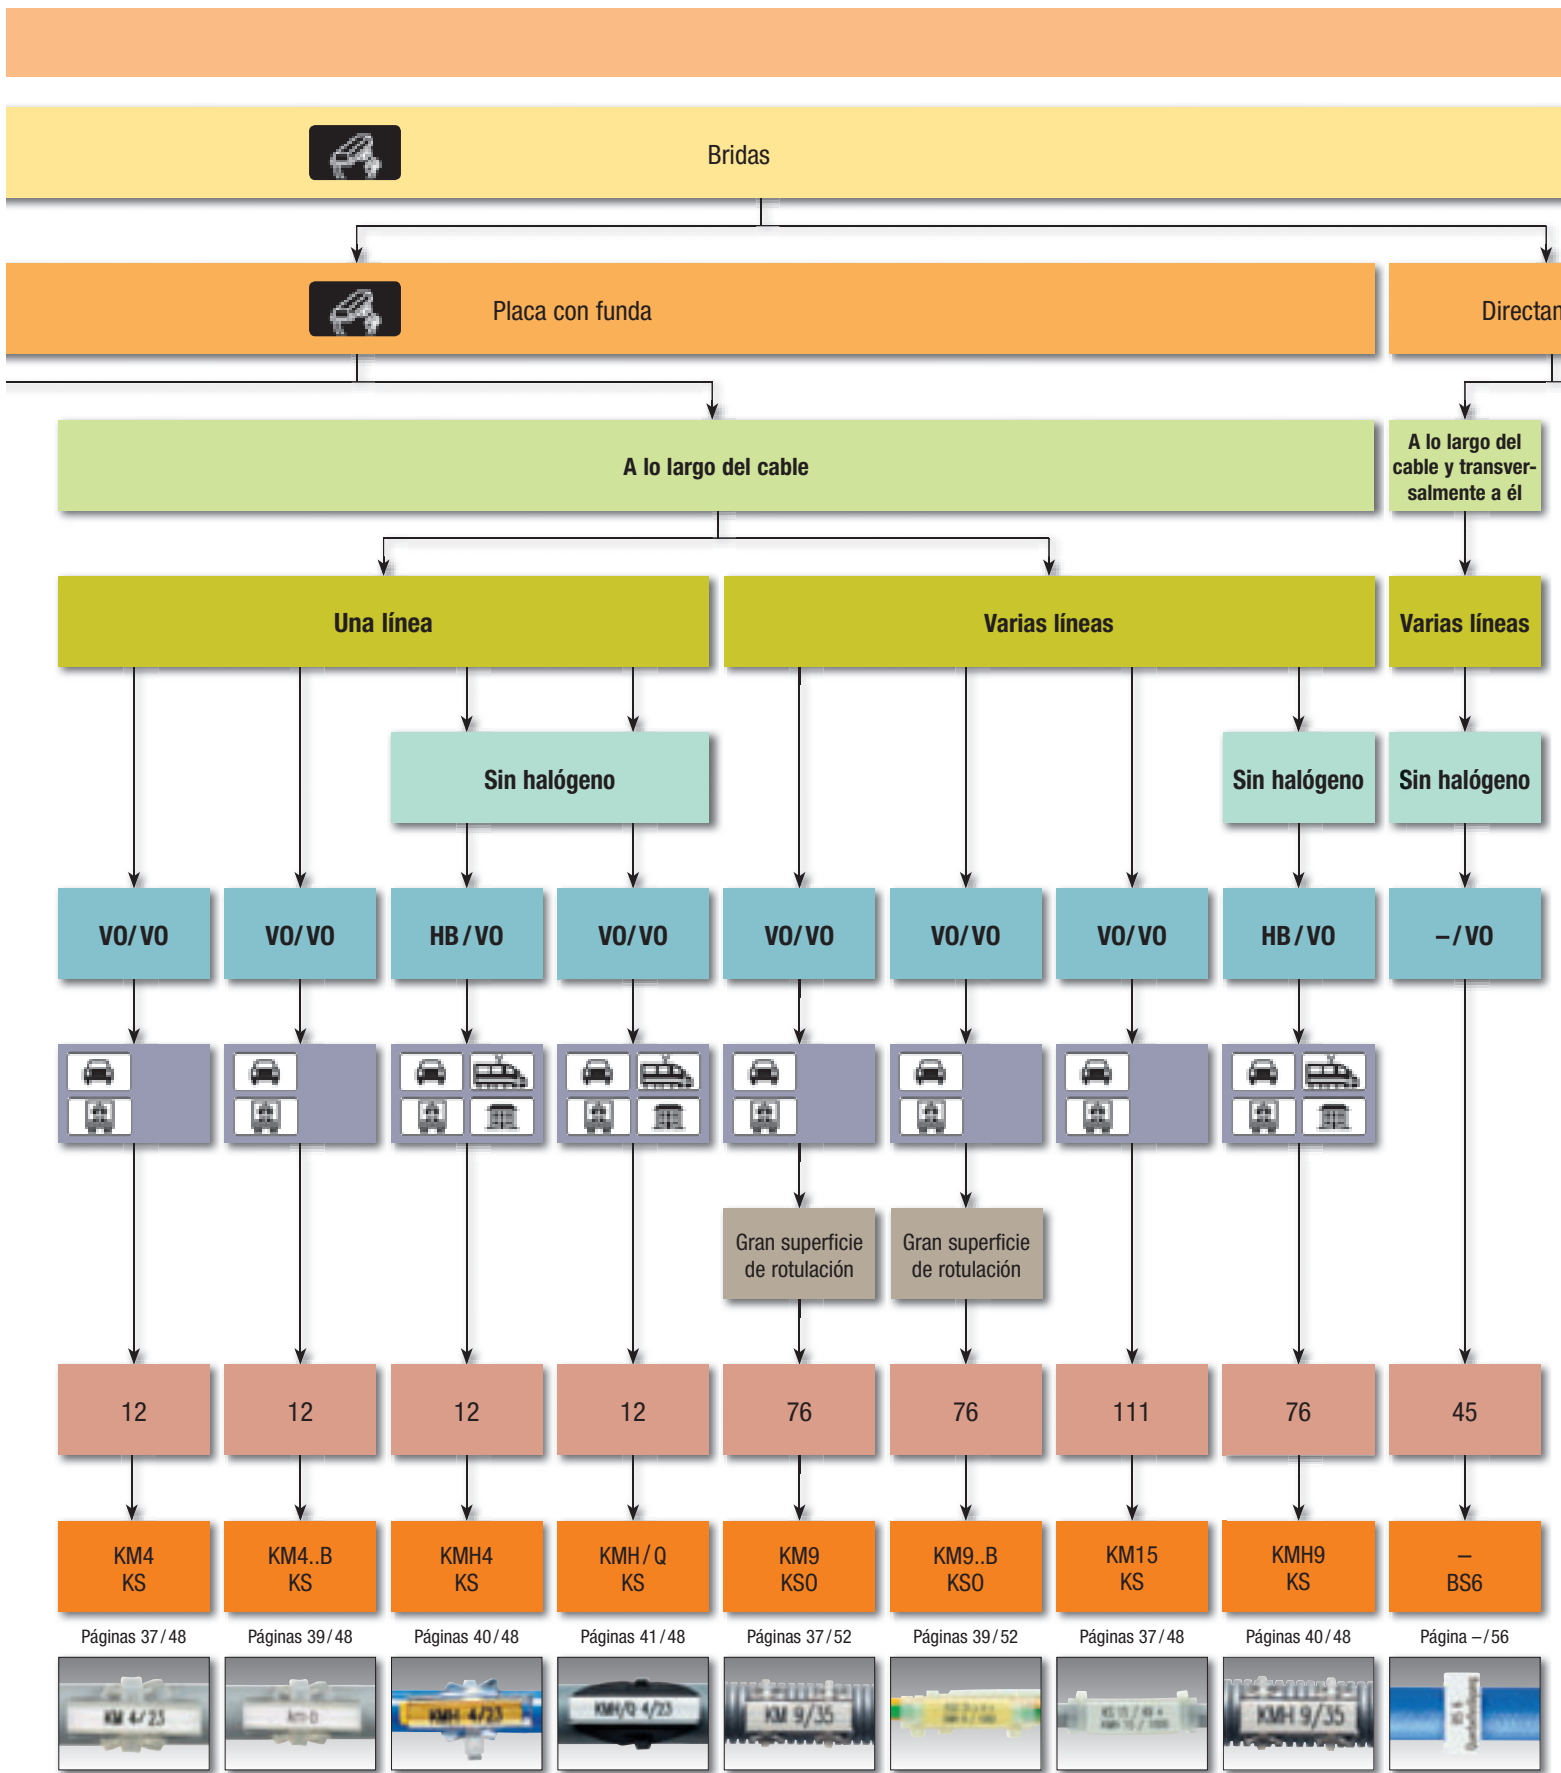 Bridas
Placa con funda
Directan
A lo largo del cable
A lo largo del
cable y transver-
salmente a él
Una línea
Varias líneas
Varias líneas
Sin halógeno
Sin halógeno
Sin halógeno
VO/VO
VO/VO
HB/VO
VO/VO
VO/VO
VO/VO
VO/VO
HB/VO
–/VO
Gran superficie
de rotulación
Gran superficie
de rotulación
12
12
12
12
76
76
111
76
45
KM4
KS
KM4..B
KS
KMH4
KS
KMH/Q
KS
KM9
KSO
KM9..B
KSO
KM15
KS
KMH9
KS
–
BS6
Páginas 37/48
Páginas 39/48
Páginas 40/48
Páginas 41/48
Páginas 37/52
Páginas 39/52
Páginas 37/48
Páginas 40/48
Página –/56
KM 4/23
km-b
KMH 4/23
KMH/Q 4/23
KM 9/35
KMH 9/35